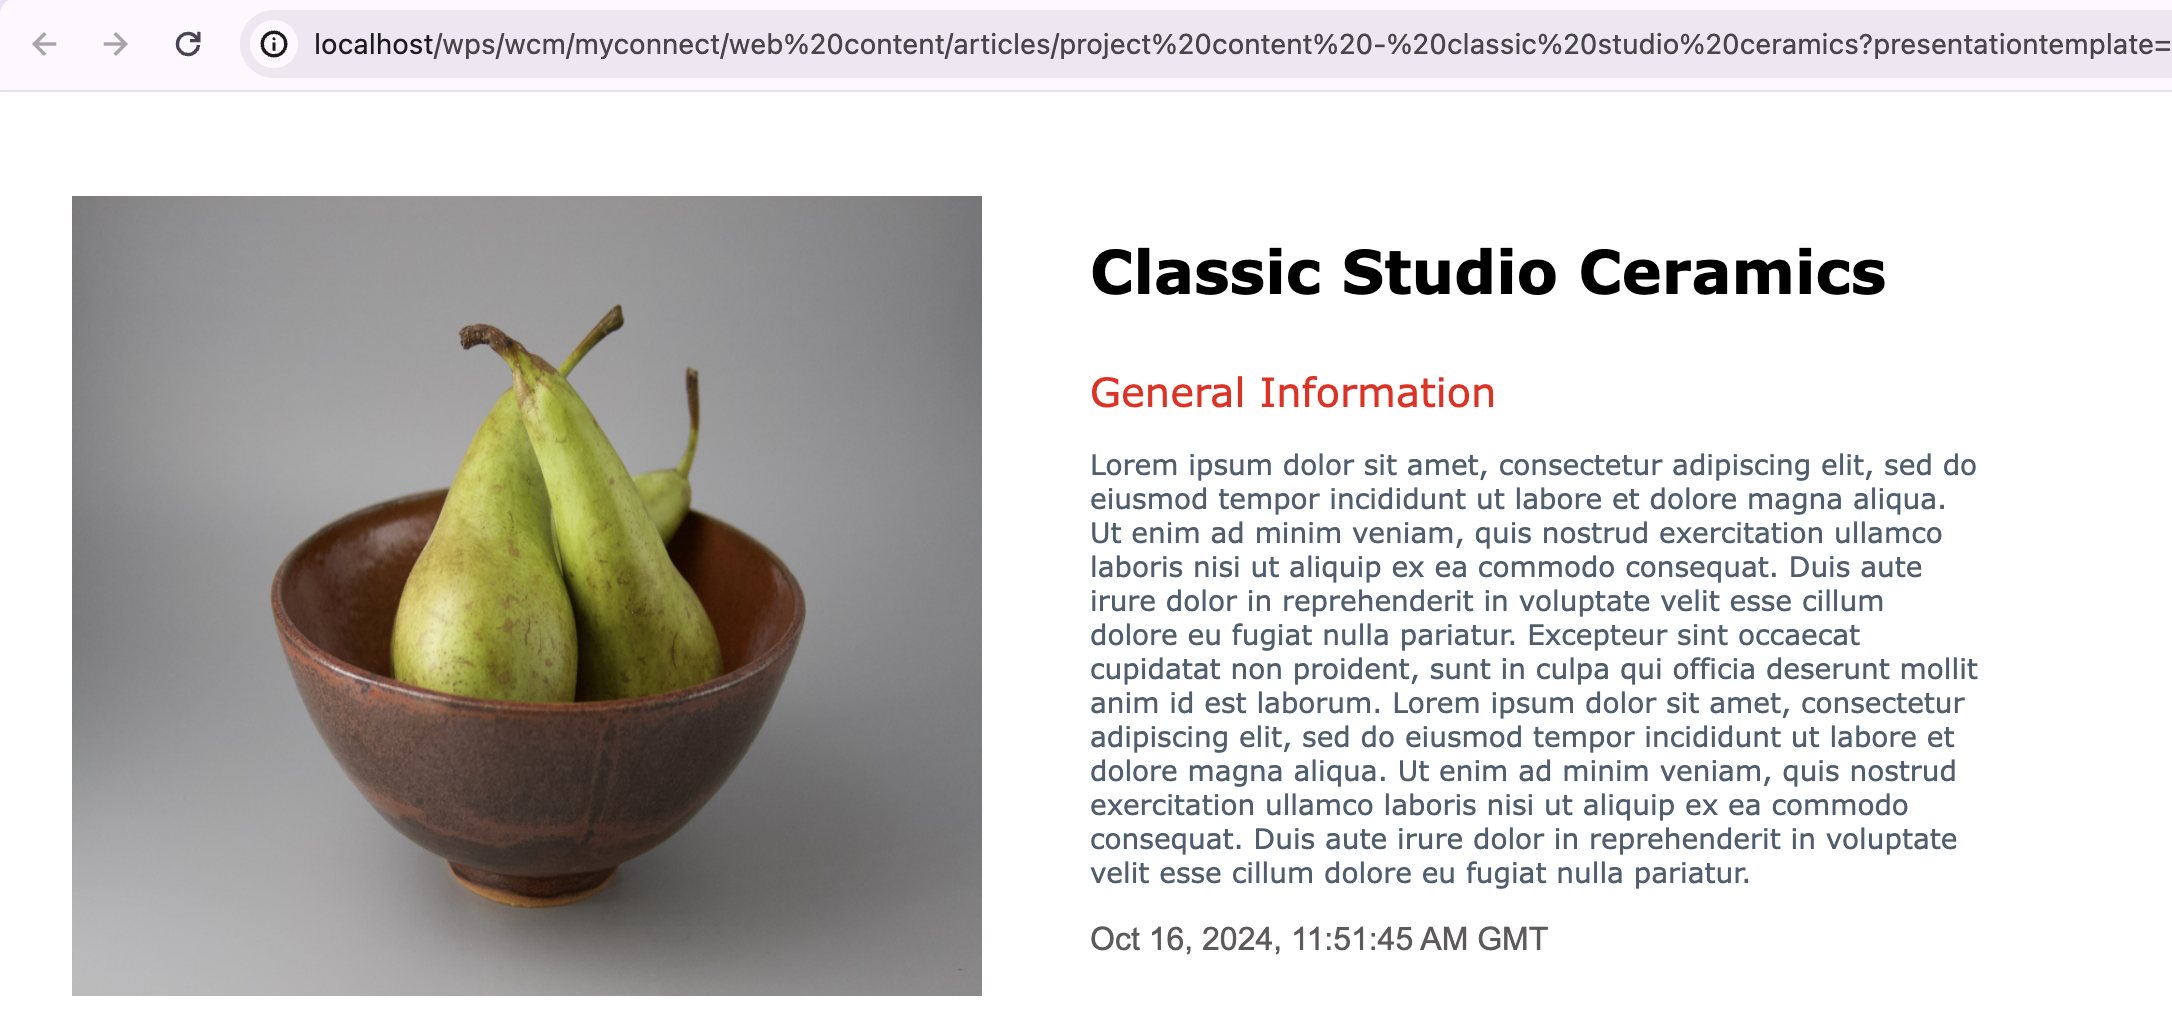 localhost/wps/wcm/myconnect/web%20content/articles/project%20content%20-%20classic%20studio%20ceramics?presentationtemplate=
Classic Studio Ceramics
General Information
Lorem ipsum dolor sit amet, consectetur adipiscing elit, sed do
eiusmod tempor incididunt ut labore et dolore magna aliqua.
Ut enim ad minim veniam, quis nostrud exercitation ullamco
laboris nisi ut aliquip ex ea commodo consequat. Duis aute
irure dolor in reprehenderit in voluptate velit esse cillum
dolore eu fugiat nulla pariatur. Excepteur sint occaecat
cupidatat non proident, sunt in culpa qui officia deserunt mollit
anim id est laborum. Lorem ipsum dolor sit amet, consectetur
adipiscing elit, sed do eiusmod tempor incididunt ut labore et
dolore magna aliqua. Ut enim ad minim veniam, quis nostrud
exercitation ullamco laboris nisi ut aliquip ex ea commodo
consequat. Duis aute irure dolor in reprehenderit in voluptate
velit esse cillum dolore eu fugiat nulla pariatur.
Oct 16, 2024, 11:51:45 AM GMT